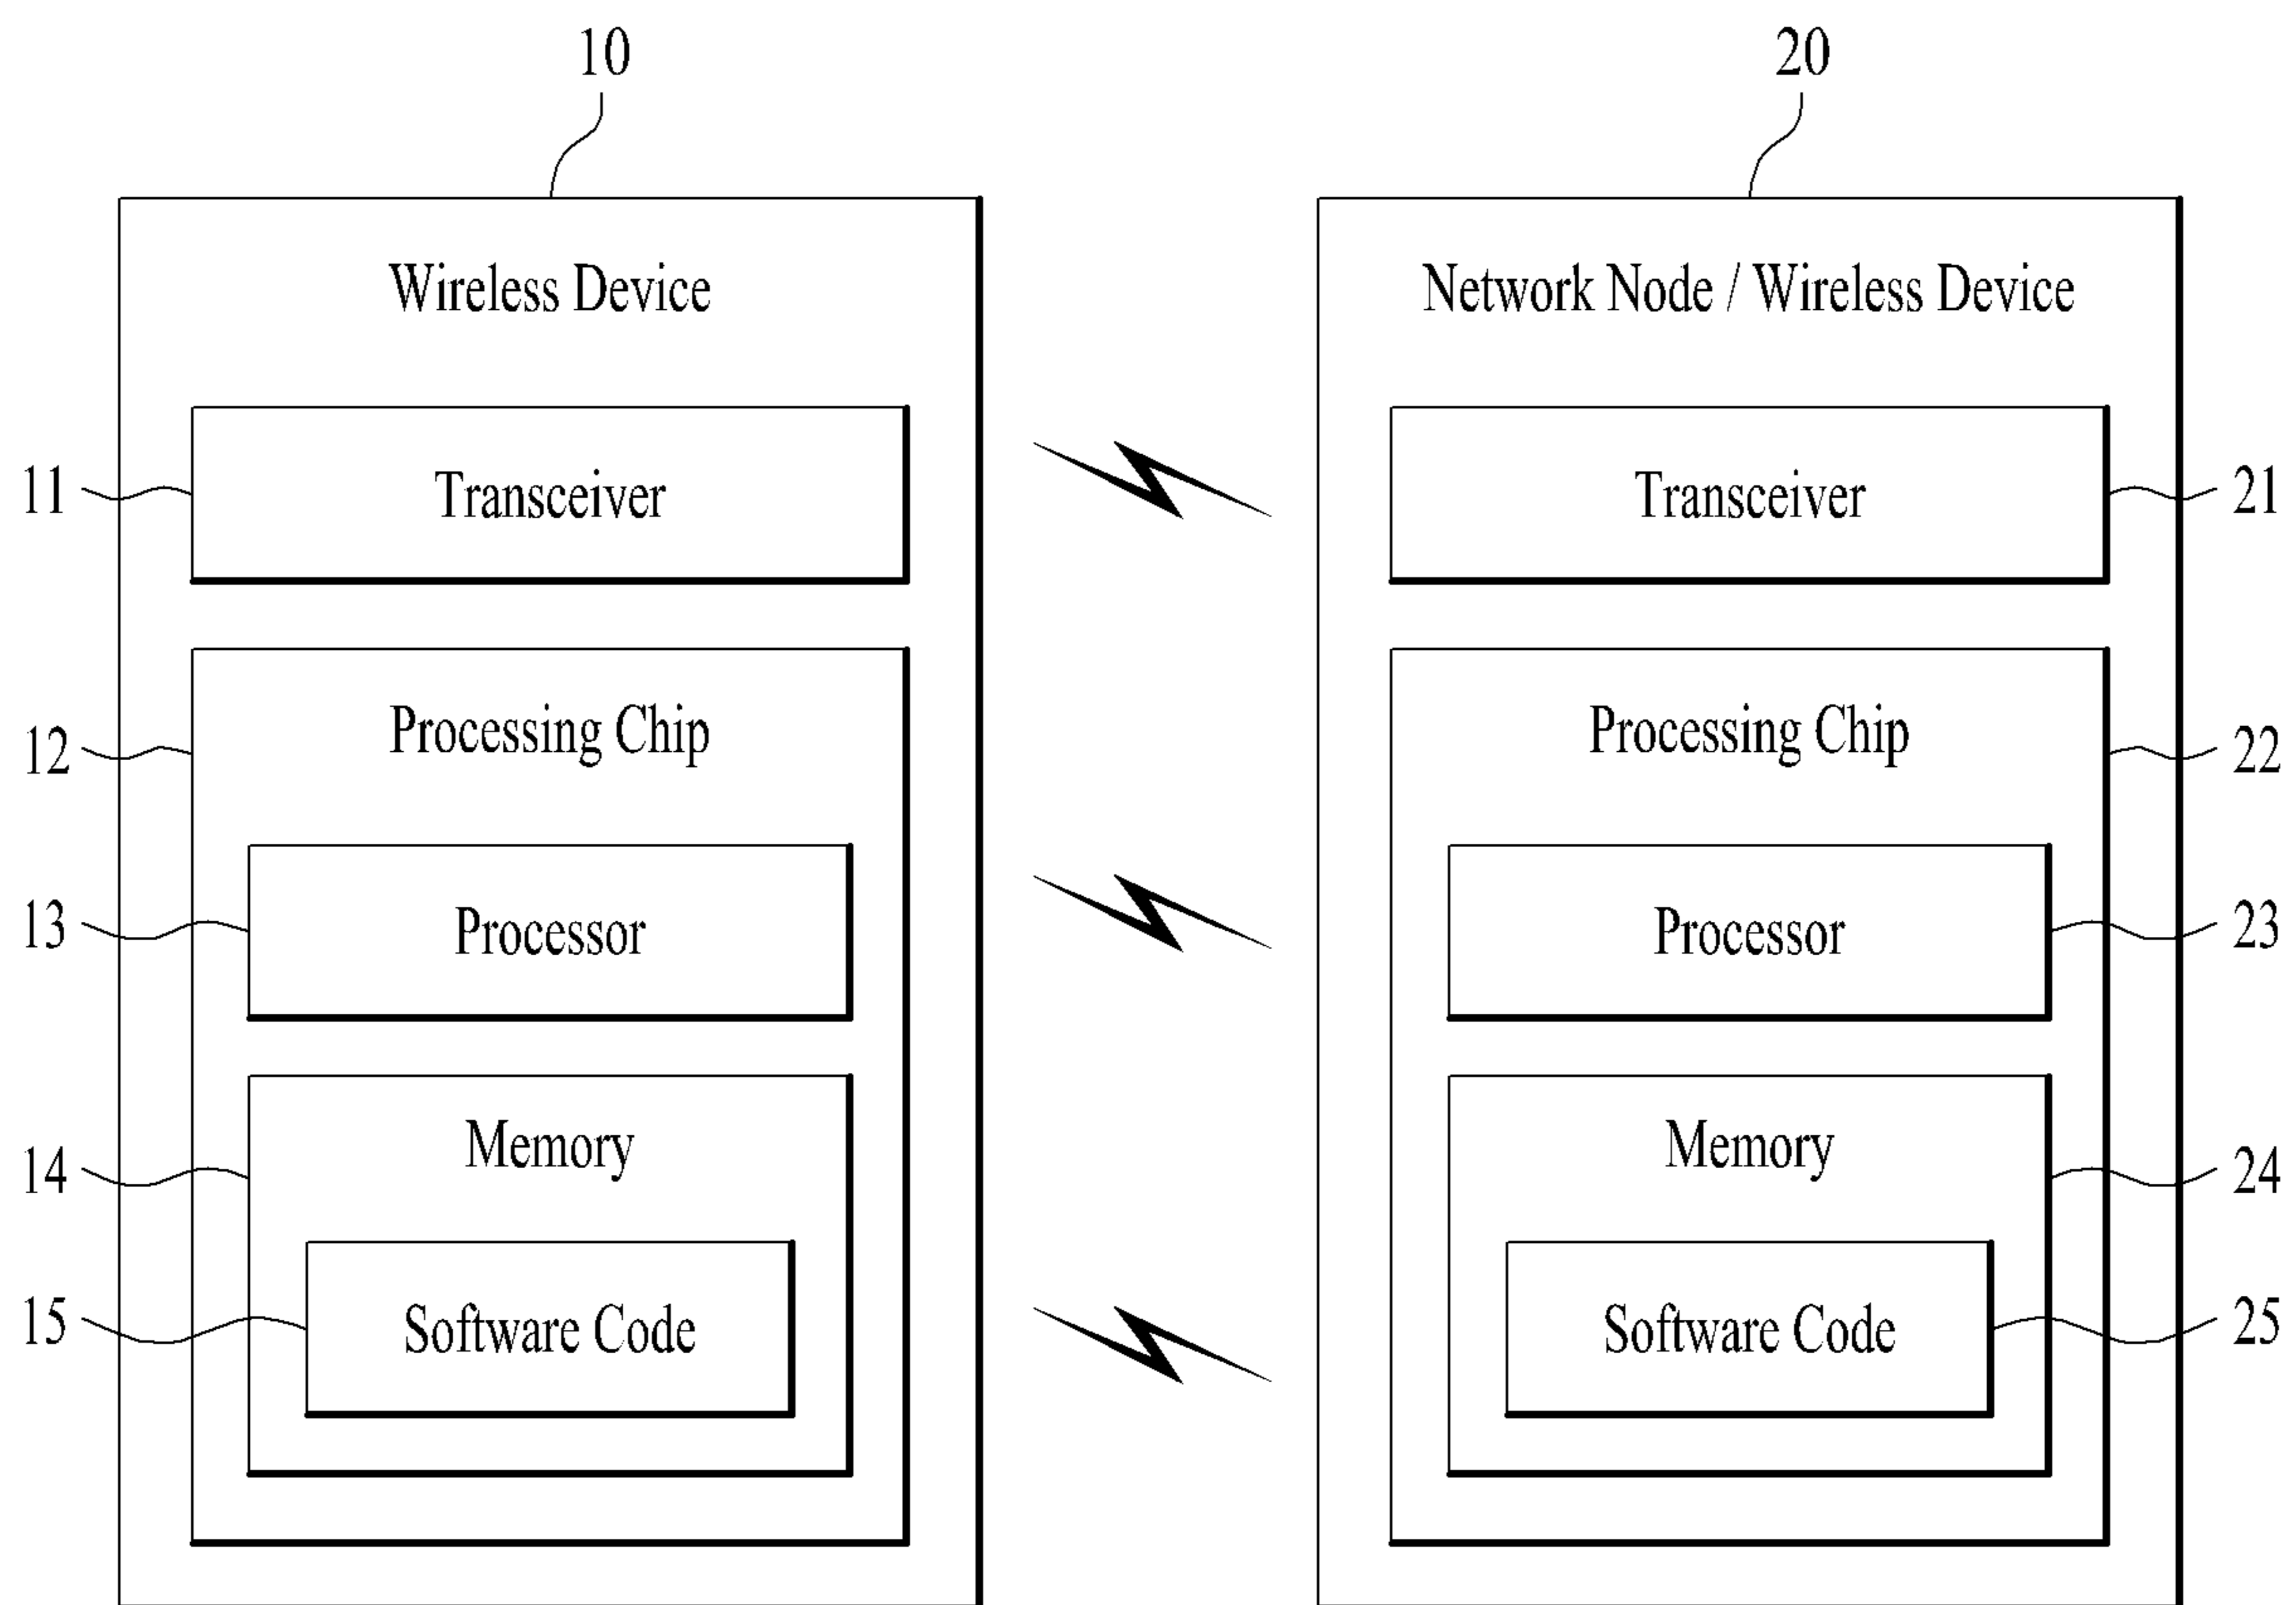 10
20
Wireless Device
Network Node / Wireless Device
11
Transceiver
Transceiver
21
12
Processing Chip
Processing Chip
22
13
Processor
Processor
23
14
Memory
Memory
24
15
Software Code
Software Code
25